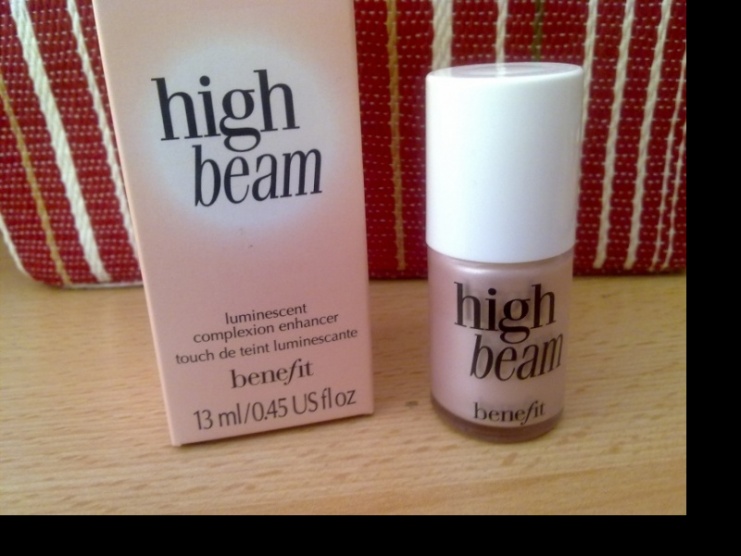 high
beam
luminescent
complexion enhancer
touch de teint luminescante
benefit
13 ml/0.45 US fl oz
high
beam
benefit